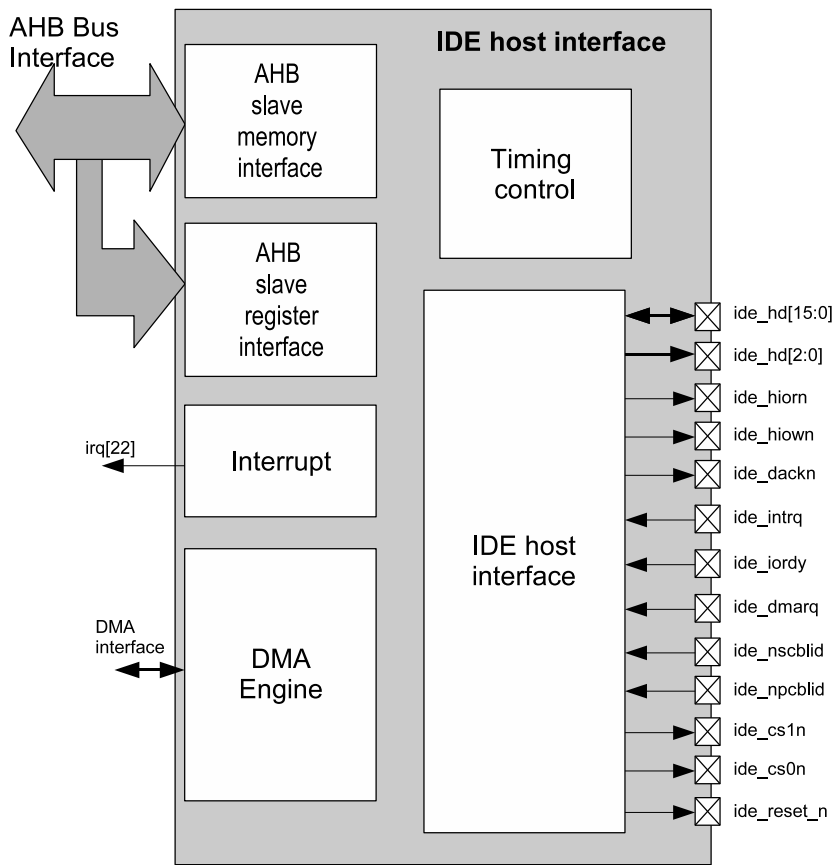 AHB Bus
Interface
IDE host interface
AHB
slave
memory
interface
Timing
control
AHB
slave
register
interface
irq[22]
Interrupt
DMA
interface
DMA
Engine
IDE host
interface
ide_hd[15:0]
ide_hd[2:0]
ide_hiorn
ide_hiown
ide_dackn
ide_intrq
ide_iordy
ide_dmarq
ide_nscblid
ide_npcblid
ide_cs1n
ide_cs0n
ide_reset_n